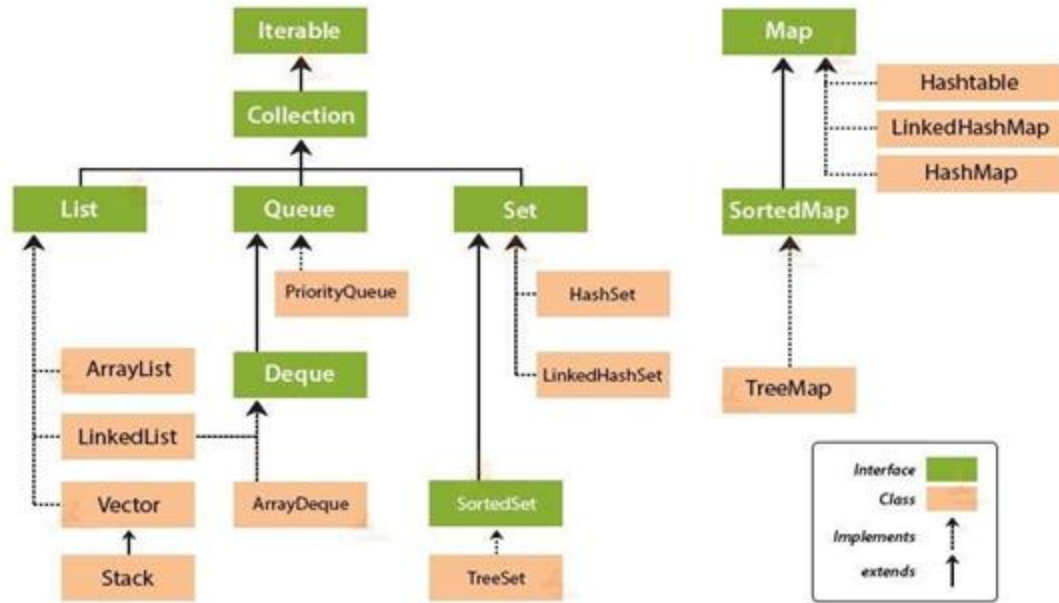 Iterable
Map
Collection
Hashtable
LinkedHashMap
HashMap
List
Queue
Set
SortedMap
PriorityQueue
HashSet
ArrayList
Deque
LinkedHashSet
TreeMap
LinkedList
Vector
ArrayDeque
SortedSet
Stack
TreeSet
Interface
Class
Implements
extends